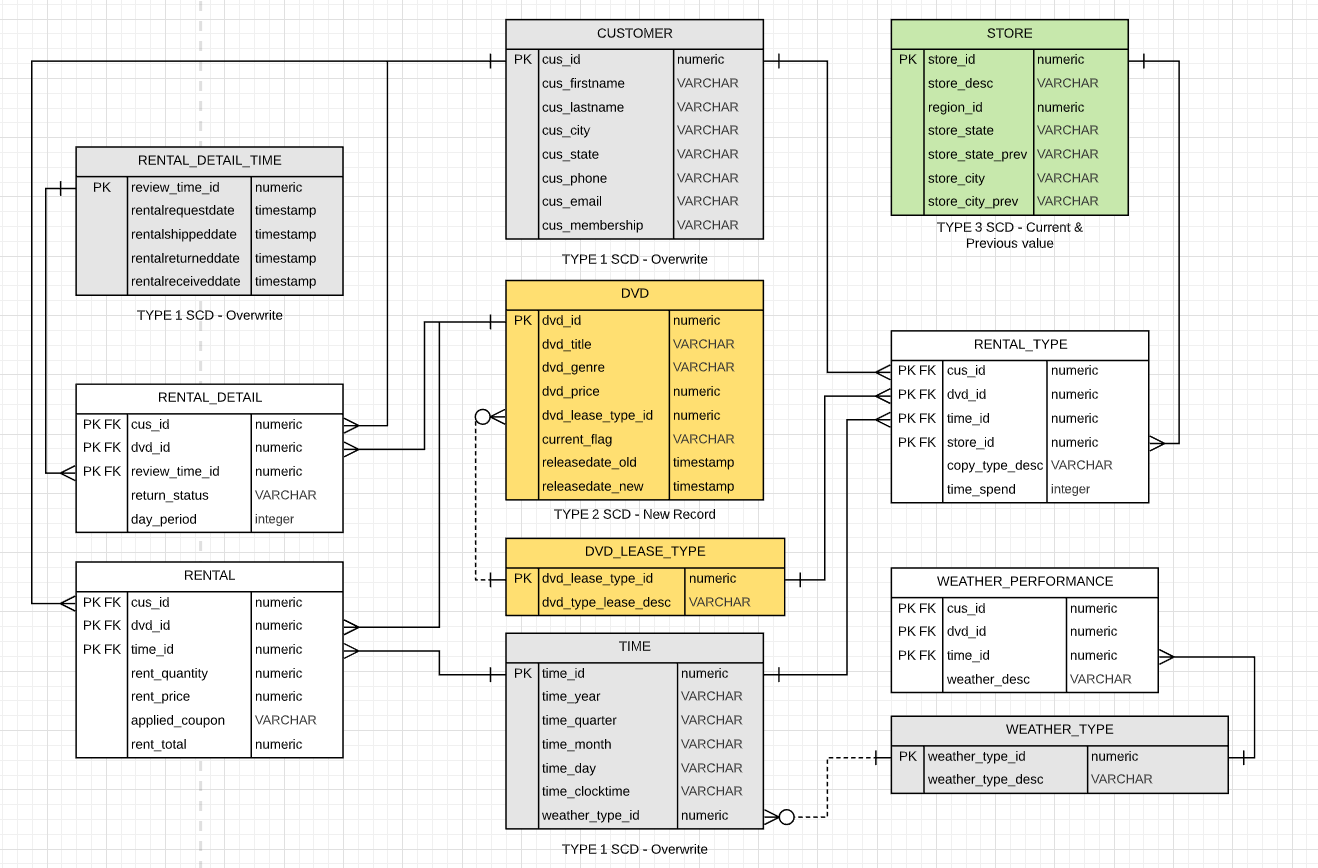 CUSTOMER
PK cus_id numeric
cus_firstname VARCHAR
cus_lastname VARCHAR
cus_city VARCHAR
cus_state VARCHAR
cus_phone VARCHAR
cus_email VARCHAR
cus_membership VARCHAR
TYPE 1 SCD - Overwrite
STORE
PK store_id numeric
store_desc VARCHAR
region_id numeric
store_state VARCHAR
store_state_prev VARCHAR
store_city VARCHAR
store_city_prev VARCHAR
TYPE 3 SCD - Current &
Previous value
RENTAL_DETAIL_TIME
PK review_time_id numeric
rentalrequestdate timestamp
rentalshippeddate timestamp
rentalreturneddate timestamp
rentalreceiveddate timestamp
TYPE 1 SCD - Overwrite
DVD
PK dvd_id numeric
dvd_title VARCHAR
dvd_genre VARCHAR
dvd_price numeric
dvd_lease_type_id numeric
current_flag VARCHAR
releasedate_old timestamp
releasedate_new timestamp
TYPE 2 SCD - New Record
RENTAL_TYPE
PK FK cus_id numeric
PK FK dvd_id numeric
PK FK time_id numeric
PK FK store_id numeric
copy_type_desc VARCHAR
time_spend integer
RENTAL_DETAIL
PK FK cus_id numeric
PK FK dvd_id numeric
PK FK review_time_id numeric
return_status VARCHAR
day_period integer
DVD_LEASE_TYPE
PK dvd_lease_type_id numeric
dvd_type_lease_desc VARCHAR
RENTAL
PK FK cus_id numeric
PK FK dvd_id numeric
PK FK time_id numeric
rent_quantity numeric
rent_price numeric
applied_coupon VARCHAR
rent_total numeric
WEATHER_PERFORMANCE
PK FK cus_id numeric
PK FK dvd_id numeric
PK FK time_id numeric
weather_desc VARCHAR
TIME
PK time_id numeric
time_year VARCHAR
time_quarter VARCHAR
time_month VARCHAR
time_day VARCHAR
time_clocktime VARCHAR
weather_type_id numeric
TYPE 1 SCD - Overwrite
WEATHER_TYPE
PK weather_type_id numeric
weather_type_desc VARCHAR